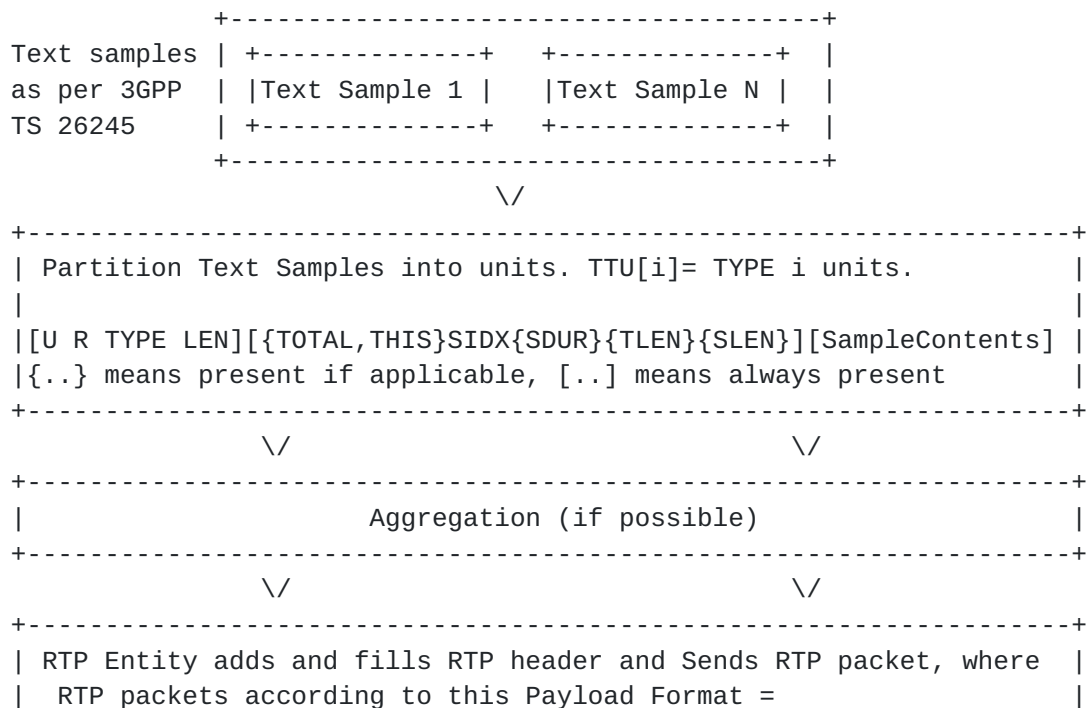 +---------------------------------------+
Text samples | +--------------+   +--------------+  |
as per 3GPP  | |Text Sample 1 |   |Text Sample N |  |
TS 26245     | +--------------+   +--------------+  |
             +---------------------------------------+
                               \/
+-------------------------------------------------------------------+
| Partition Text Samples into units. TTU[i]= TYPE i units.          |
|                                                                   |
|[U R TYPE LEN][{TOTAL,THIS}SIDX{SDUR}{TLEN}{SLEN}][SampleContents] |
|{..} means present if applicable, [..] means always present        |
+-------------------------------------------------------------------+
                \/                                \/
+-------------------------------------------------------------------+
|                      Aggregation (if possible)                    |
+-------------------------------------------------------------------+
                \/                                \/
+-------------------------------------------------------------------+
| RTP Entity adds and fills RTP header and Sends RTP packet, where  |
|  RTP packets according to this Payload Format =                   |